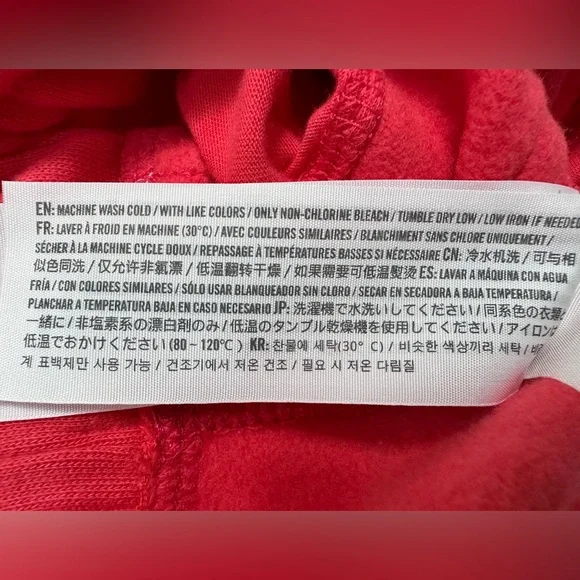 EN: MACHINE WASH COLD / WITH LIKE COLORS / ONLY NON-CHLORINE BLEACH / TUMBLE DRY LOW / LOW IRON IF NEEDED
FR: LAVER À FROID EN MACHINE (30°C) / AVEC COULEURS SIMILAIRES / BLANCHIMENT SANS CHLORE UNIQUEMENT /
SÉCHER À LA MACHINE CYCLE DOUX / REPASSAGE À TEMPÉRATURES BASSES SI NÉCESSAIRE CN: 冷水机洗 / 可与相
似色同洗 / 仅允许非氯漂 / 低温翻转干燥 / 如果需要可低温熨烫 ES: LAVAR A MÁQUINA CON AGUA
FRÍA / CON COLORES SIMILARES / SÓLO USAR BLANQUEADOR SIN CLORO / SECAR EN SECADORA A BAJA TEMPERATURA /
PLANCHAR A TEMPERATURA BAJA EN CASO NECESARIO JP: 洗濯機で水洗いしてください / 同系色の衣類と
一緒に / 非塩素系の漂白剤のみ / 低温のタンブル乾燥機を使用してください / アイロンは
低温でおかけください (80~120°C) KR: 찬물에 세탁(30° C) / 비슷한 색상끼리 세탁 / 비염소
계 표백제만 사용 가능 / 건조기에서 저온 건조 / 필요 시 저온 다림질